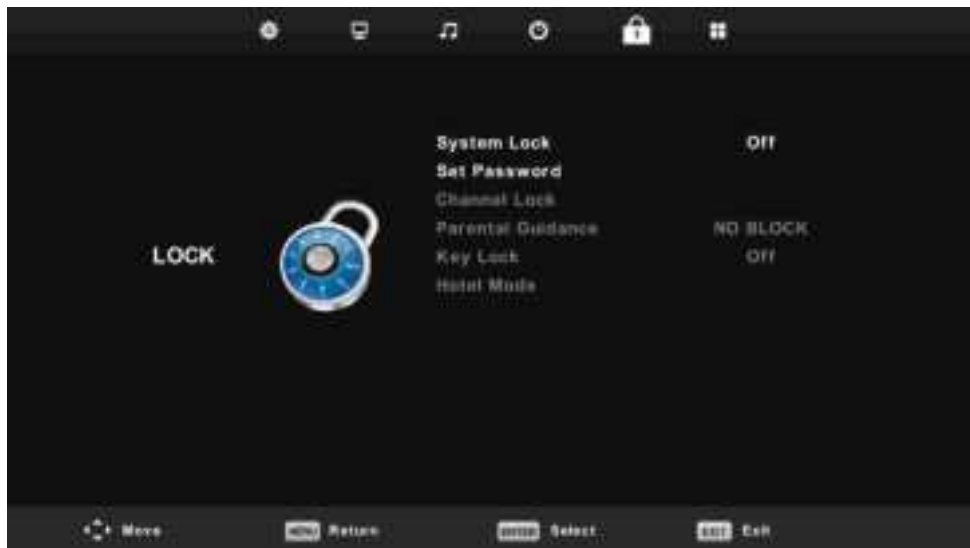 System Lock Off
Set Password
Channel Lock
Parental Guidance NO BLOCK
LOCK
Key Lock Off
Hotel Mode
Move MENU Return ENTER Select EXIT Exit